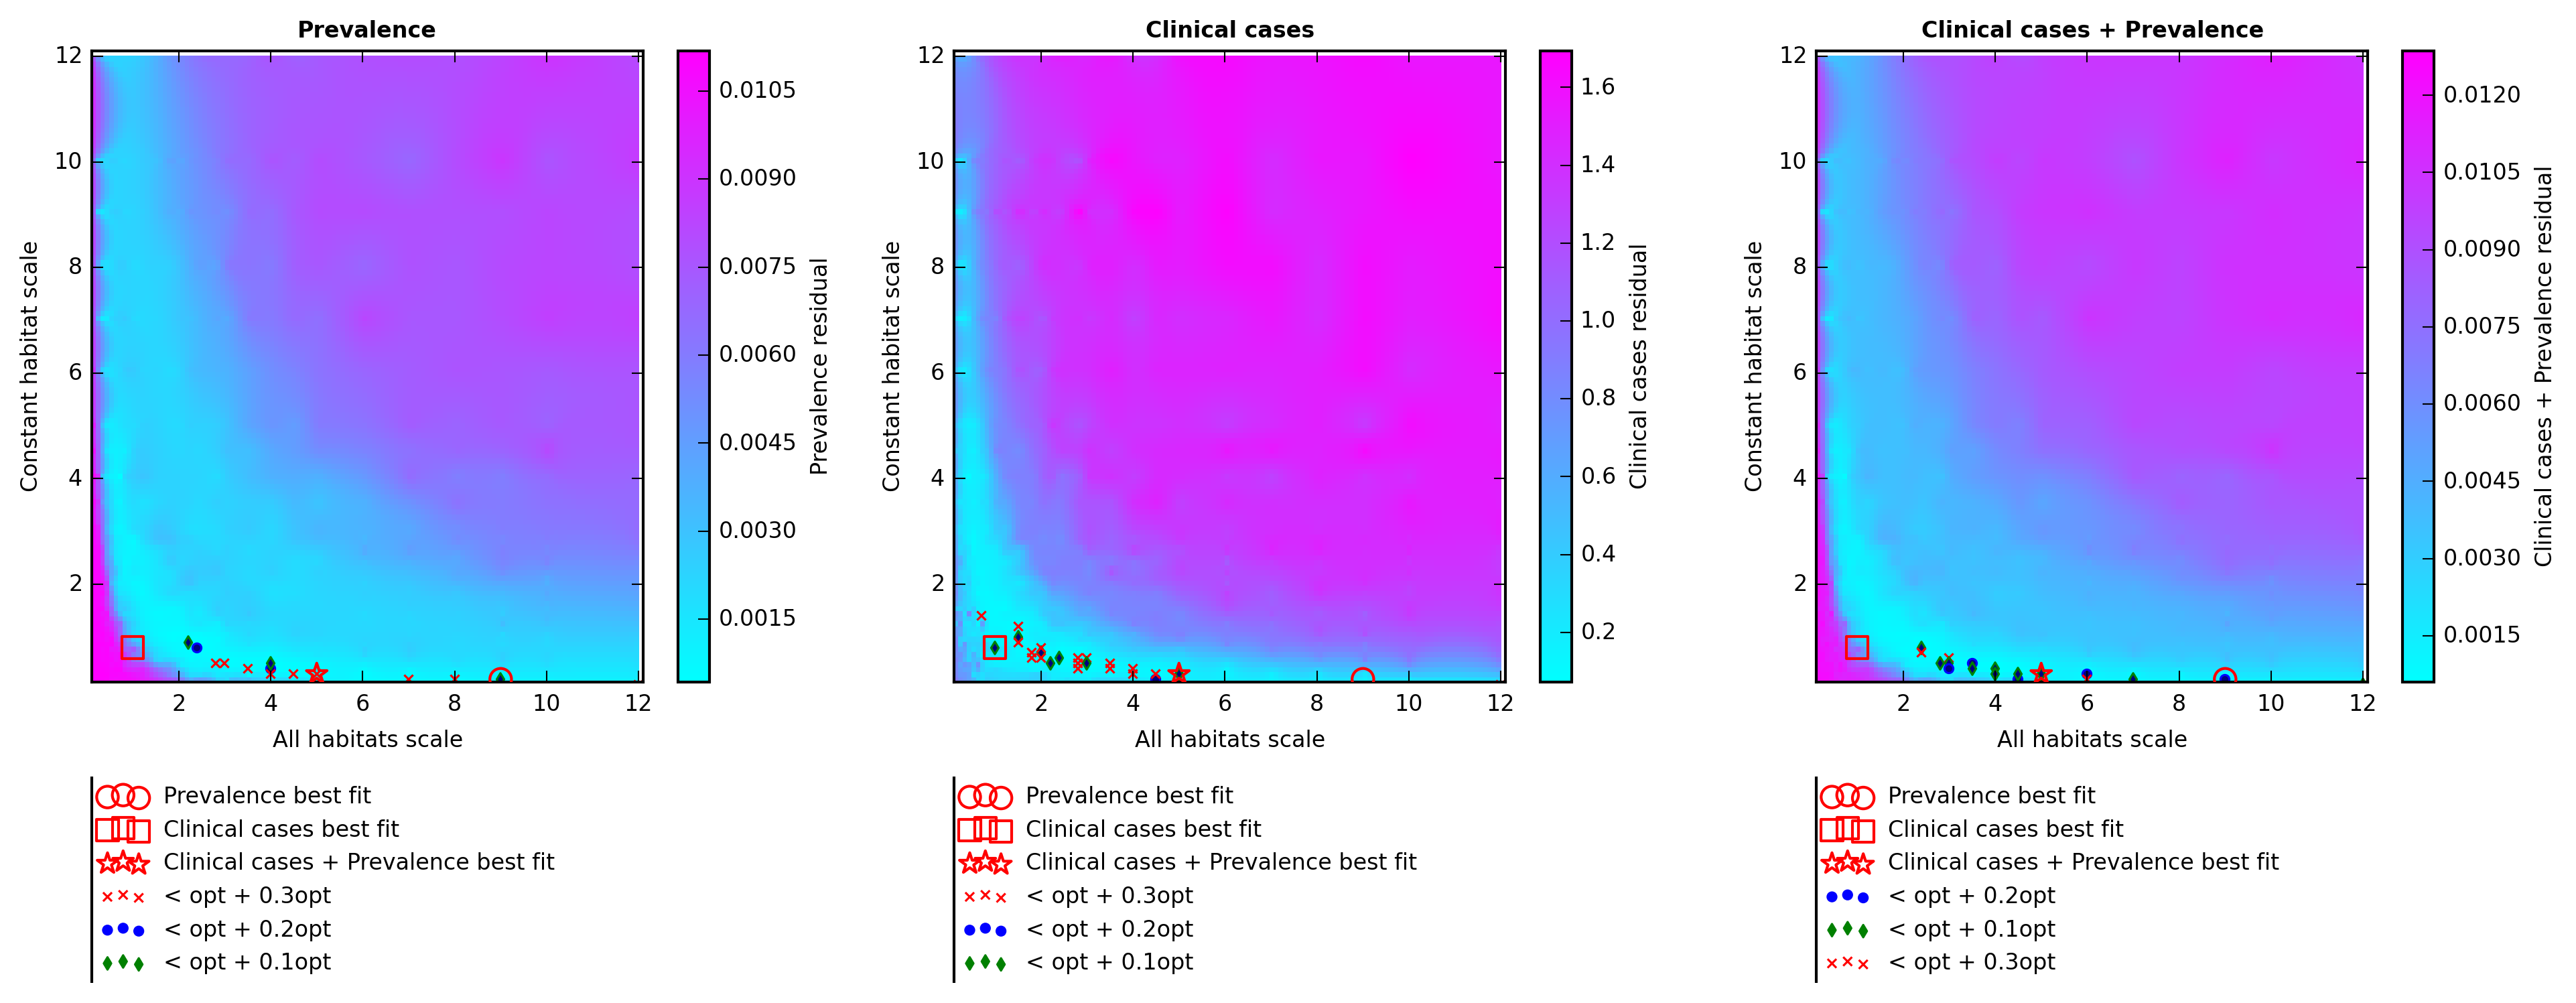 Prevalence
12
10
8
6
4
2
2 4 6 8 10 12
Constant habitat scale
All habitats scale
0.0105
0.0090
0.0075
0.0060
0.0045
0.0030
0.0015
Prevalence residual
Prevalence best fit
Clinical cases best fit
Clinical cases + Prevalence best fit
< opt + 0.3opt
< opt + 0.2opt
< opt + 0.1opt
Clinical cases
12
10
8
6
4
2
2 4 6 8 10 12
Constant habitat scale
All habitats scale
1.6
1.4
1.2
1.0
0.8
0.6
0.4
0.2
Clinical cases residual
Prevalence best fit
Clinical cases best fit
Clinical cases + Prevalence best fit
< opt + 0.3opt
< opt + 0.2opt
< opt + 0.1opt
Clinical cases + Prevalence
12
10
8
6
4
2
2 4 6 8 10 12
Constant habitat scale
All habitats scale
0.0120
0.0105
0.0090
0.0075
0.0060
0.0045
0.0030
0.0015
Clinical cases + Prevalence residual
Prevalence best fit
Clinical cases best fit
Clinical cases + Prevalence best fit
< opt + 0.2opt
< opt + 0.1opt
< opt + 0.3opt